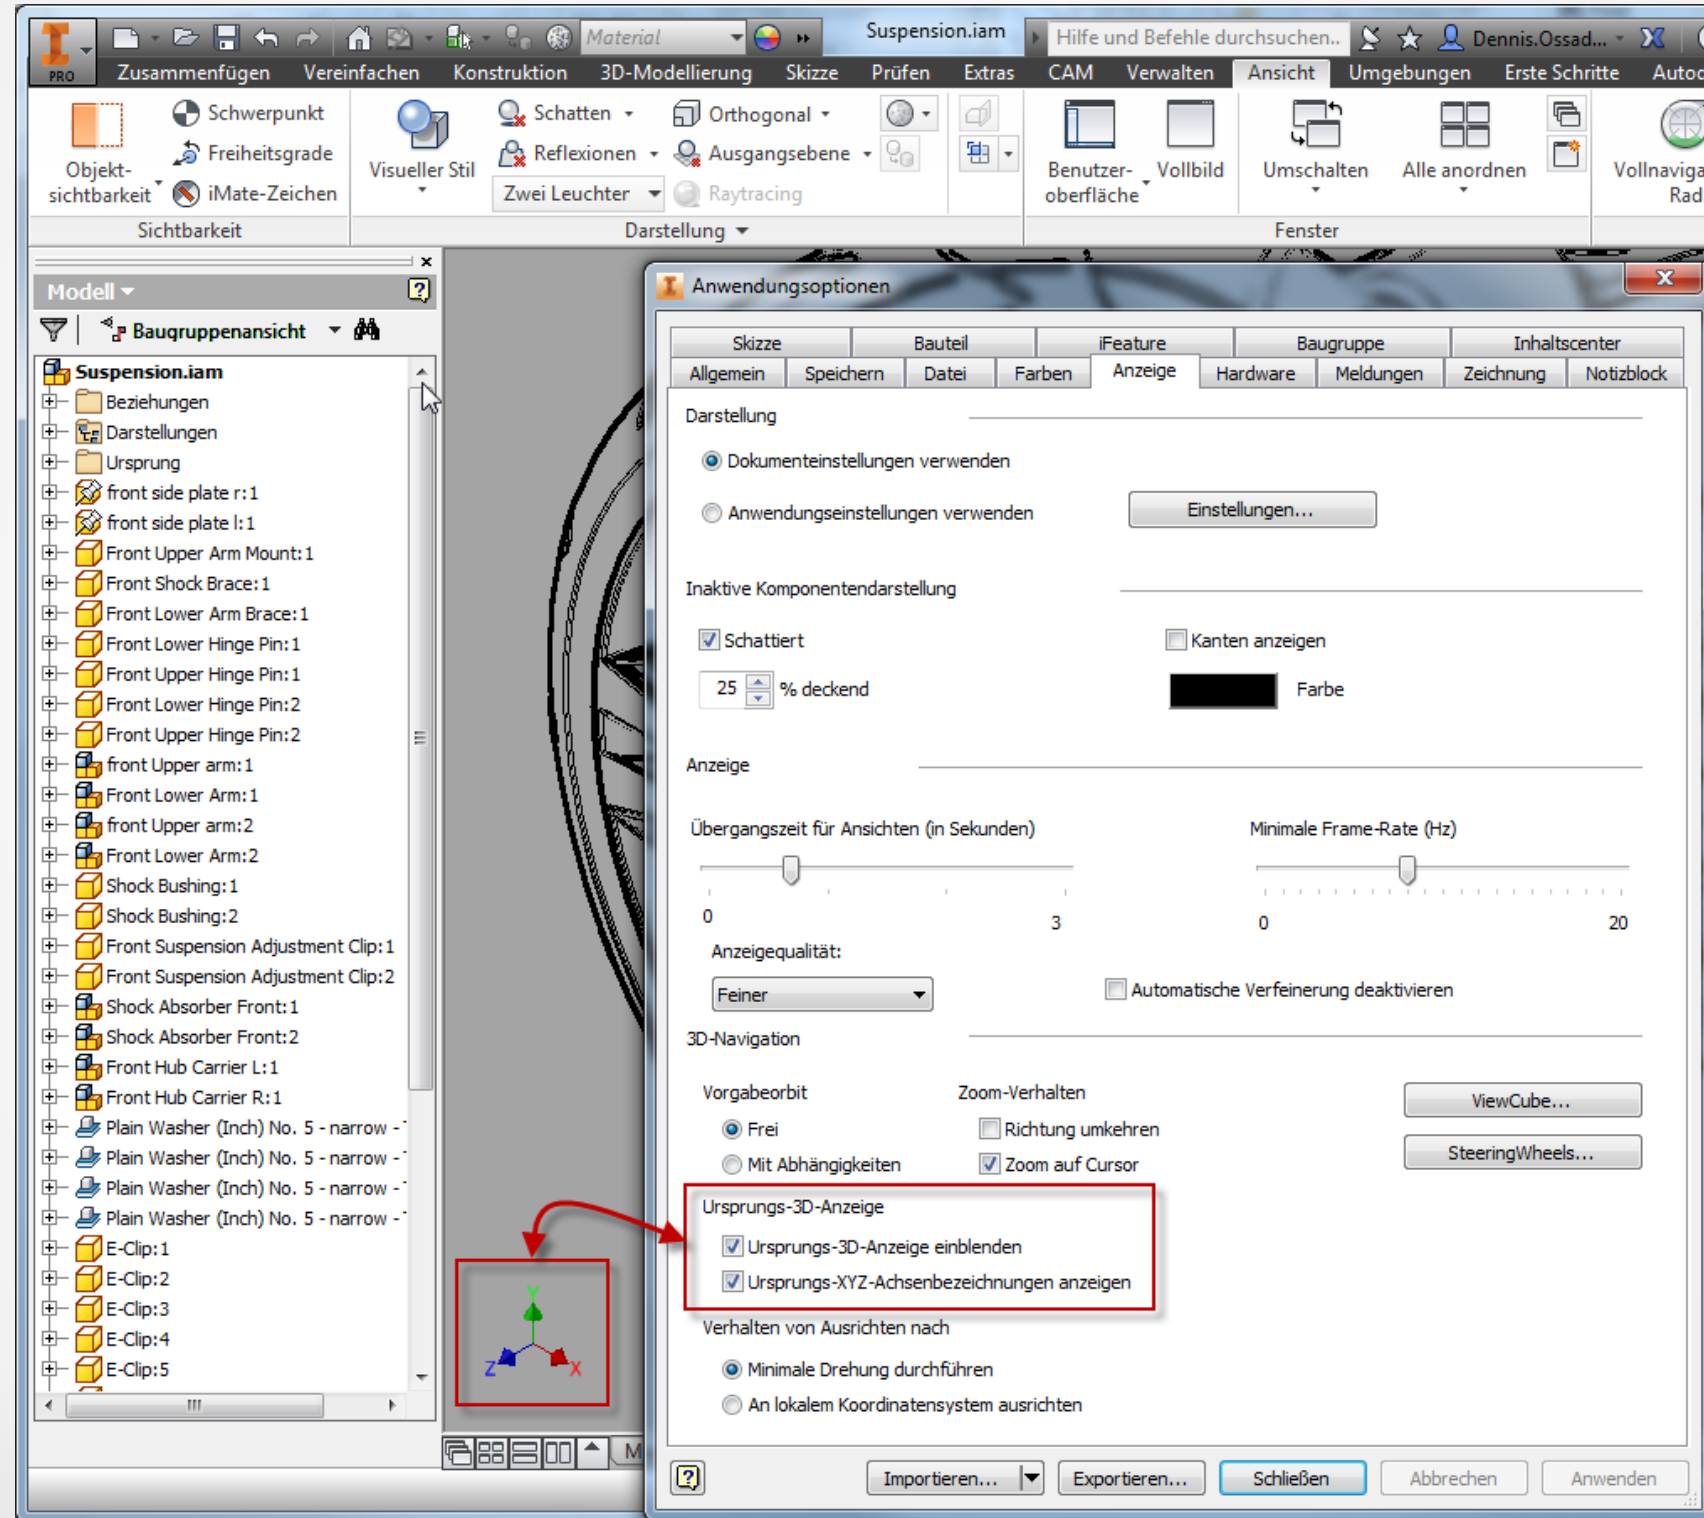 Material
Suspension.iam
Hilfe und Befehle durchsuchen..
Dennis.Ossad...
PRO
Zusammenfügen Vereinfachen Konstruktion 3D-Modellierung Skizze Prüfen Extras CAM Verwalten Ansicht Umgebungen Erste Schritte
Schwerpunkt
Freiheitsgrade
iMate-Zeichen
Objekt-
sichtbarkeit
Sichtbarkeit
Visueller Stil
Schatten
Reflexionen
Zwei Leuchter
Orthogonal
Ausgangsebene
Raytracing
Darstellung
Benutzer-
oberfläche
Vollbild
Umschalten
Alle anordnen
Fenster
Vollnaviga
Rad
Modell
Baugruppenansicht
Suspension.iam
Beziehungen
Darstellungen
Ursprung
front side plate r:1
front side plate l:1
Front Upper Arm Mount:1
Front Shock Brace:1
Front Lower Arm Brace:1
Front Lower Hinge Pin:1
Front Upper Hinge Pin:1
Front Lower Hinge Pin:2
Front Upper Hinge Pin:2
front Upper arm:1
Front Lower Arm:1
front Upper arm:2
Front Lower Arm:2
Shock Bushing:1
Shock Bushing:2
Front Suspension Adjustment Clip:1
Front Suspension Adjustment Clip:2
Shock Absorber Front:1
Shock Absorber Front:2
Front Hub Carrier L:1
Front Hub Carrier R:1
Plain Washer (Inch) No. 5 - narrow -
Plain Washer (Inch) No. 5 - narrow -
Plain Washer (Inch) No. 5 - narrow -
Plain Washer (Inch) No. 5 - narrow -
E-Clip:1
E-Clip:2
E-Clip:3
E-Clip:4
E-Clip:5
Y
Z
X
M
Anwendungsoptionen
Skizze Bauteil iFeature Baugruppe Inhaltscenter
Allgemein Speichern Datei Farben Anzeige Hardware Meldungen Zeichnung Notizblock
Darstellung
Dokumenteinstellungen verwenden
Anwendungseinstellungen verwenden
Einstellungen...
Inaktive Komponentendarstellung
Schattiert
Kanten anzeigen
25 % deckend
Farbe
Anzeige
Übergangszeit für Ansichten (in Sekunden)
Minimale Frame-Rate (Hz)
0 3
0 20
Anzeigequalität:
Feiner
Automatische Verfeinerung deaktivieren
3D-Navigation
Vorgabeorbit
Frei
Mit Abhängigkeiten
Zoom-Verhalten
Richtung umkehren
Zoom auf Cursor
ViewCube...
SteeringWheels...
Ursprungs-3D-Anzeige
Ursprungs-3D-Anzeige einblenden
Ursprungs-XYZ-Achsenbezeichnungen anzeigen
Verhalten von Ausrichten nach
Minimale Drehung durchführen
An lokalem Koordinatensystem ausrichten
Importieren... Exportieren... Schließen Abbrechen Anwenden